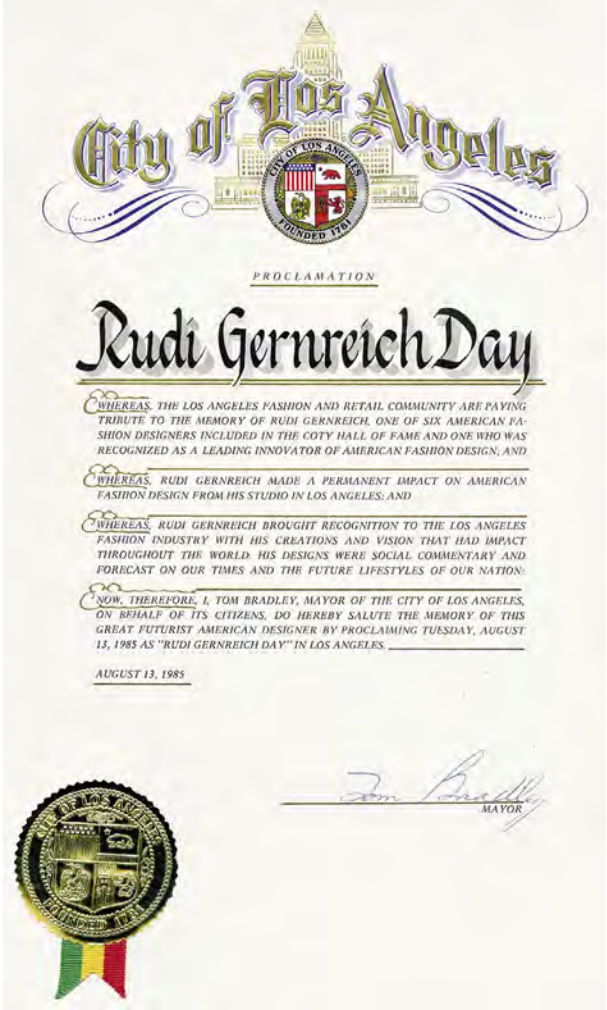 City of Los Angeles
CITY OF LOS ANGELES
FOUNDED 1781
PROCLAMATION
Rudi Gernreich Day
WHEREAS, THE LOS ANGELES FASHION AND RETAIL COMMUNITY ARE PAYING
TRIBUTE TO THE MEMORY OF RUDI GERNREICH, ONE OF SIX AMERICAN FA-
SHION DESIGNERS INCLUDED IN THE COTY HALL OF FAME AND ONE WHO WAS
RECOGNIZED AS A LEADING INNOVATOR OF AMERICAN FASHION DESIGN; AND
WHEREAS, RUDI GERNREICH MADE A PERMANENT IMPACT ON AMERICAN
FASHION DESIGN FROM HIS STUDIO IN LOS ANGELES: AND
WHEREAS, RUDI GERNREICH BROUGHT RECOGNITION TO THE LOS ANGELES
FASHION INDUSTRY WITH HIS CREATIONS AND VISION THAT HAD IMPACT
THROUGHOUT THE WORLD. HIS DESIGNS WERE SOCIAL COMMENTARY AND
FORECAST ON OUR TIMES AND THE FUTURE LIFESTYLES OF OUR NATION:
NOW, THEREFORE, I, TOM BRADLEY, MAYOR OF THE CITY OF LOS ANGELES,
ON BEHALF OF ITS CITIZENS, DO HEREBY SALUTE THE MEMORY OF THIS
GREAT FUTURIST AMERICAN DESIGNER BY PROCLAIMING TUESDAY, AUGUST
13, 1985 AS "RUDI GERNREICH DAY" IN LOS ANGELES.
AUGUST 13, 1985
Tom Bradley
MAYOR
CITY OF LOS ANGELES
FOUNDED 1781